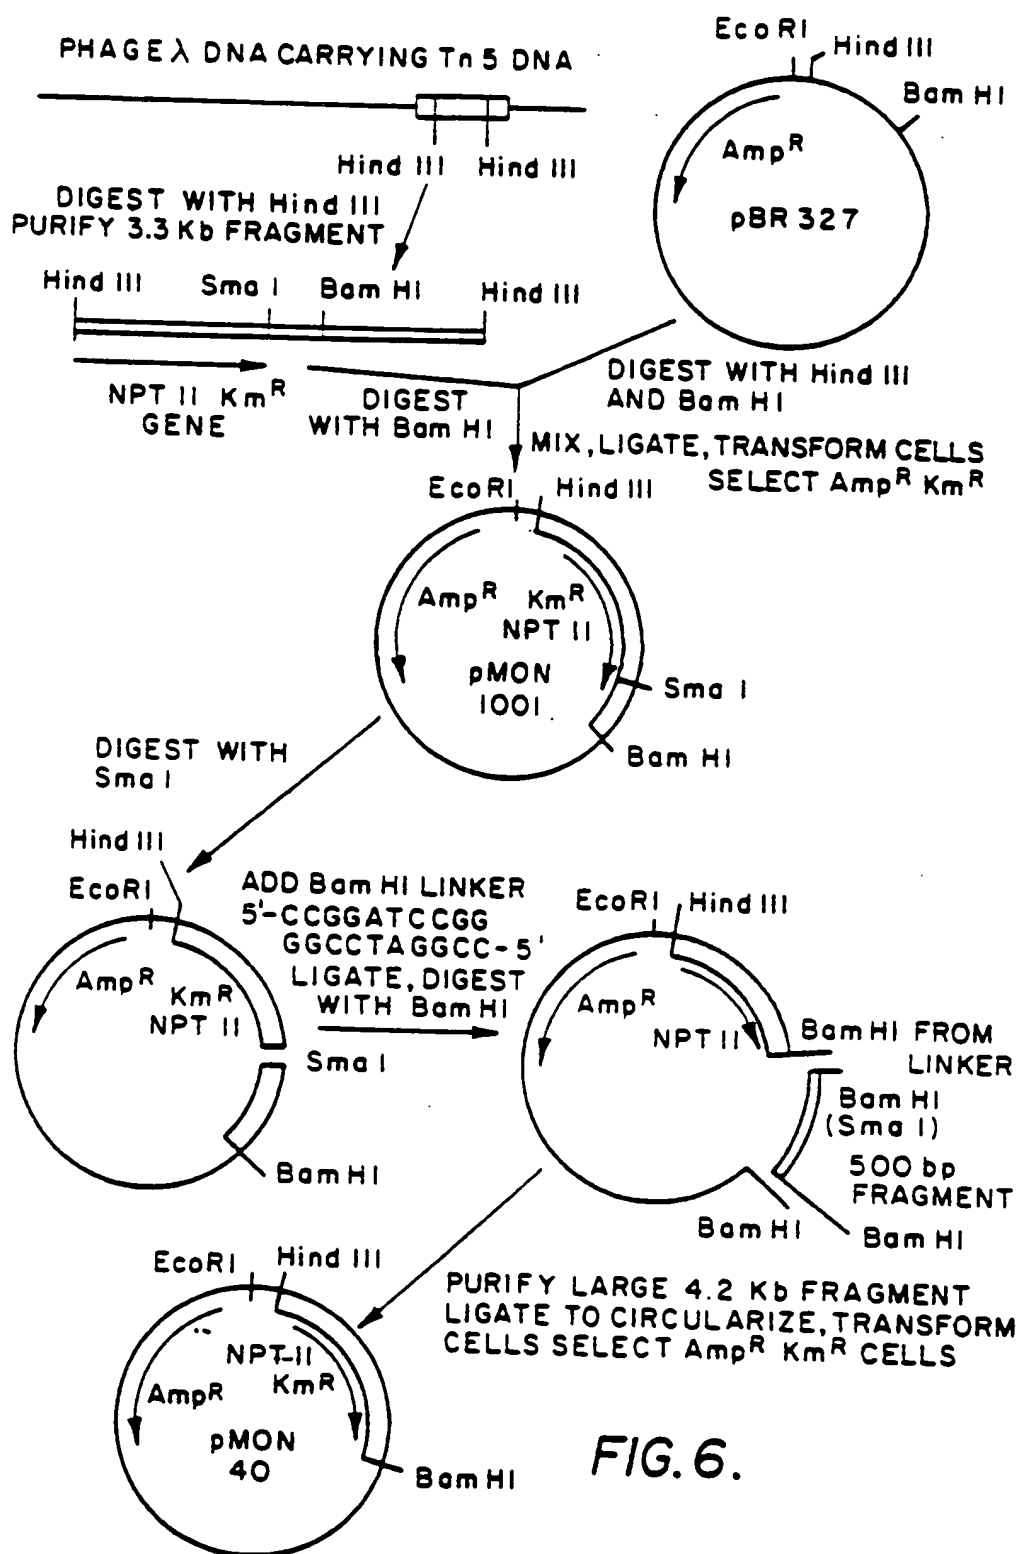 PHAGE λ DNA CARRYING Tn 5 DNA
EcoRI
Hind III
Bam HI
Amp^R
pBR 327
Hind III Hind III
DIGEST WITH Hind III
PURIFY 3.3 Kb FRAGMENT
Hind III Sma I Bam HI Hind III
NPT II Km^R
GENE
DIGEST
WITH Bam HI
DIGEST WITH Hind III
AND Bam HI
MIX, LIGATE, TRANSFORM CELLS
SELECT Amp^R Km^R
EcoRI Hind III
Amp^R Km^R
NPT II
pMON
1001
Sma I
Bam HI
DIGEST WITH
Sma I
Hind III
EcoRI
Amp^R Km^R
NPT II
Sma I
Bam HI
ADD Bam HI LINKER
5'-CCGGATCCGG
GGCCTAGGCC-5'
LIGATE, DIGEST
WITH Bam HI
EcoRI Hind III
Amp^R
NPT II
Bam HI FROM
LINKER
Bam HI
(Sma I)
500 bp
FRAGMENT
Bam HI
Bam HI
PURIFY LARGE 4.2 Kb FRAGMENT
LIGATE TO CIRCULARIZE, TRANSFORM
CELLS SELECT Amp^R Km^R CELLS
EcoRI Hind III
NPT-II
Km^R
Amp^R
pMON
40
Bam HI
FIG. 6.